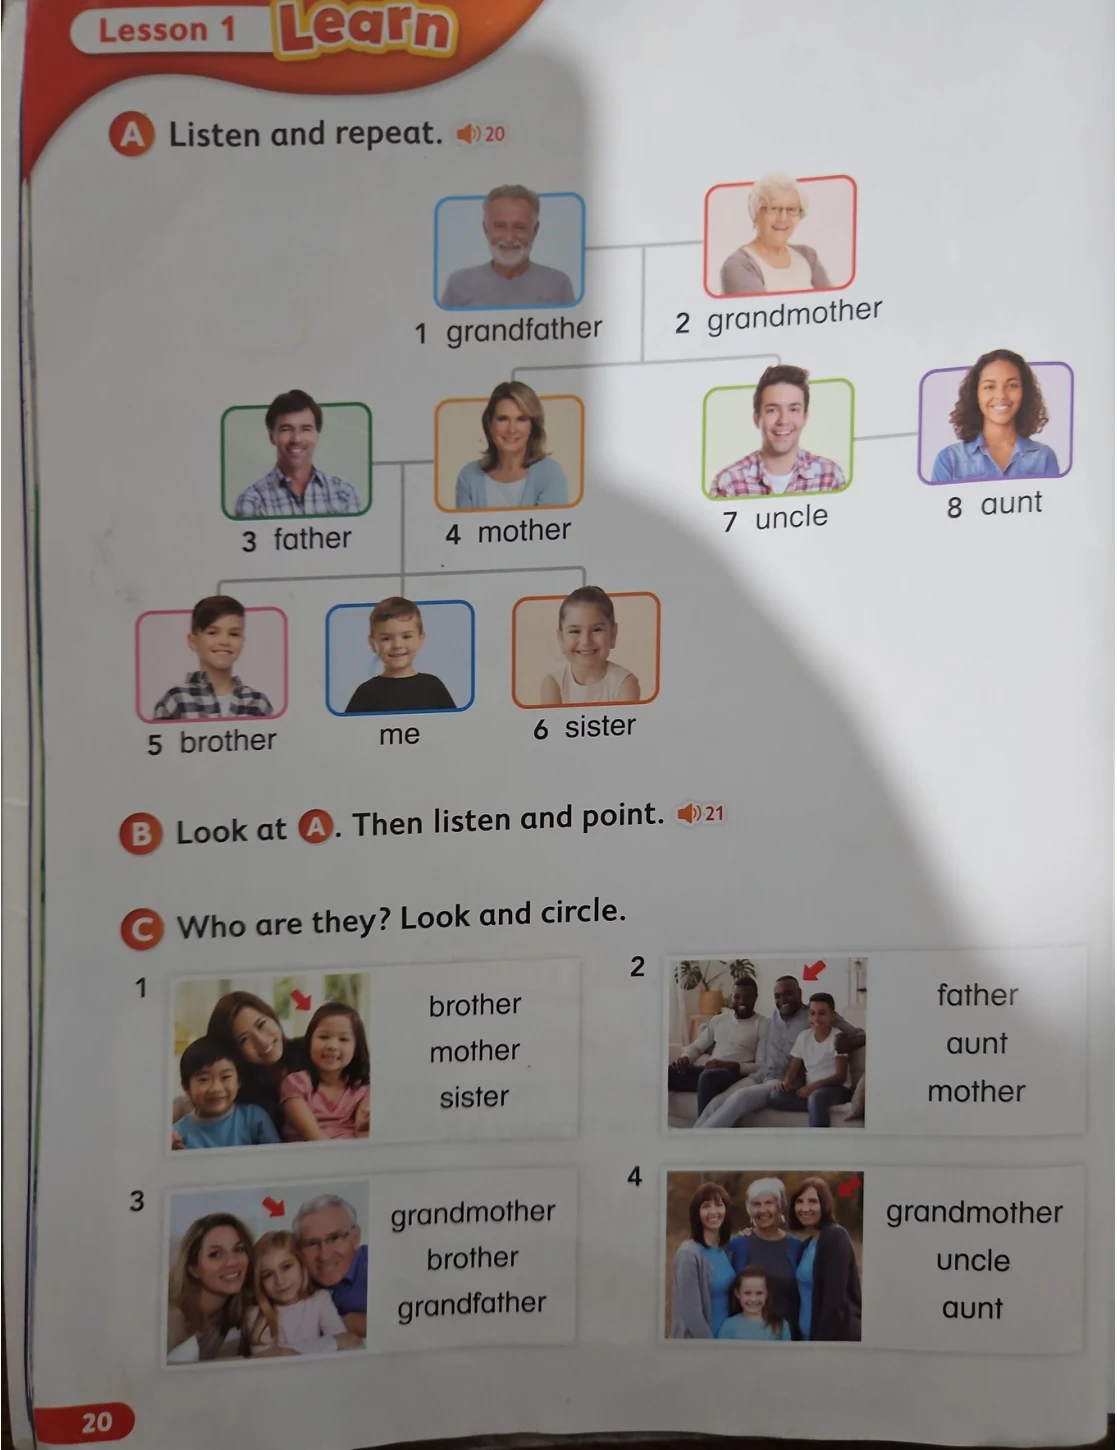 Lesson 1 Learn
A Listen and repeat. 20
1 grandfather
2 grandmother
3 father
4 mother
7 uncle
8 aunt
5 brother
me
6 sister
B Look at A. Then listen and point. 21
C Who are they? Look and circle.
1
brother
mother
sister
2
father
aunt
mother
3
grandmother
brother
grandfather
4
grandmother
uncle
aunt
20